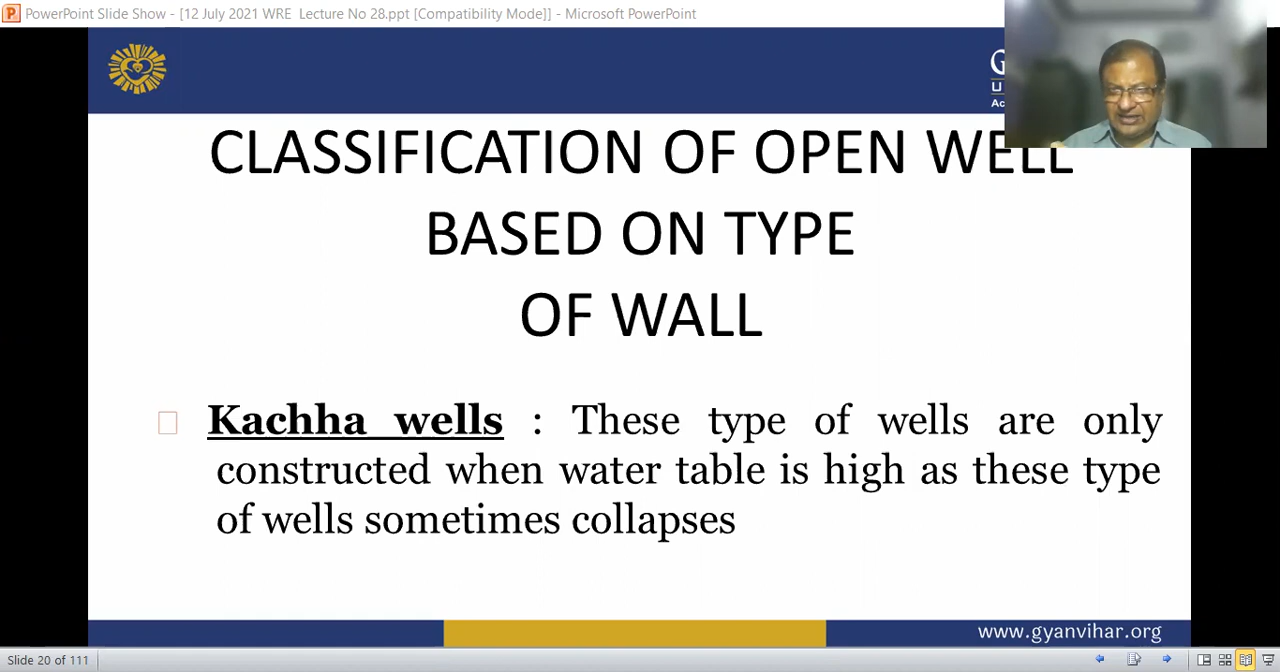 PowerPoint Slide Show - [12 July 2021 WRE Lecture No 28.ppt [Compatibility Mode]] - Microsoft PowerPoint
CLASSIFICATION OF OPEN WELL
BASED ON TYPE
OF WALL
Kachha wells : These type of wells are only
constructed when water table is high as these type
of wells sometimes collapses
www.gyanvihar.org
Slide 20 of 111